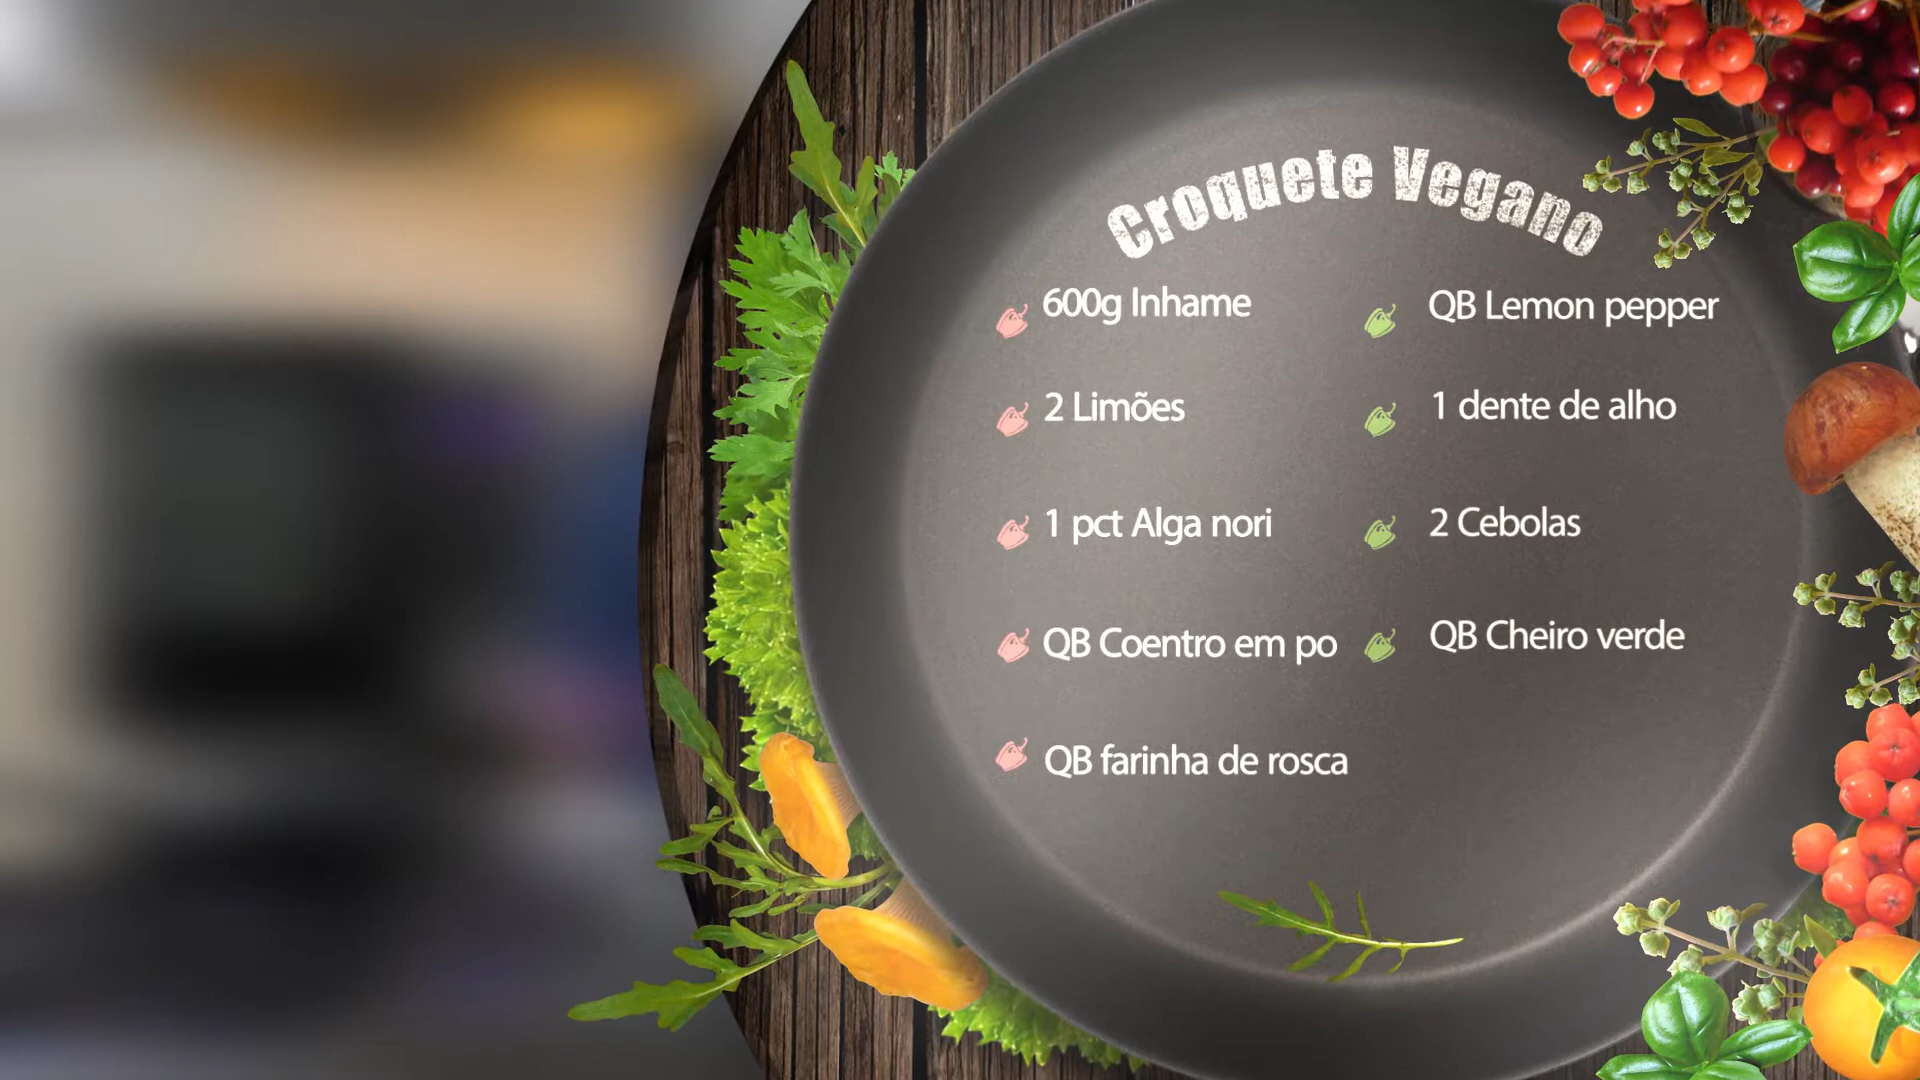 Croquete Vegano
600g Inhame
2 Limões
1 pct Alga nori
QB Coentro em po
QB farinha de rosca
QB Lemon pepper
1 dente de alho
2 Cebolas
QB Cheiro verde